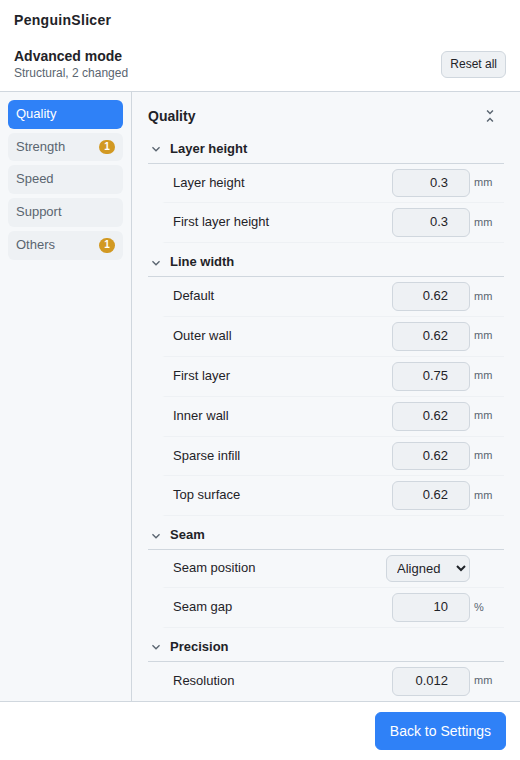 PenguinSlicer
Advanced mode
Structural, 2 changed
Reset all
Quality
Strength 1
Speed
Support
Others 1
Quality
Layer height
Layer height 0.3 mm
First layer height 0.3 mm
Line width
Default 0.62 mm
Outer wall 0.62 mm
First layer 0.75 mm
Inner wall 0.62 mm
Sparse infill 0.62 mm
Top surface 0.62 mm
Seam
Seam position Aligned
Seam gap 10 %
Precision
Resolution 0.012 mm
Back to Settings